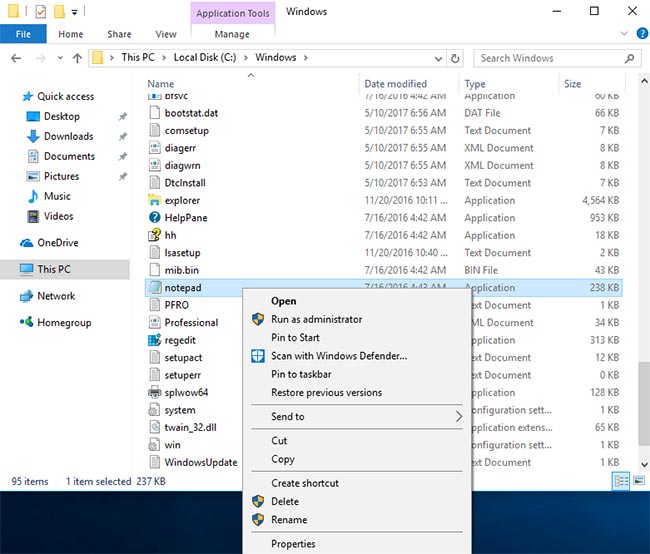 Application Tools Windows
File Home Share View Manage
This PC Local Disk (C:) Windows Search Windows
Name Date modified Type Size
Quick access
Desktop
Downloads
Documents
Pictures
Music
Videos
OneDrive
This PC
Network
Homegroup
bfsvc 7/16/2016 4:42 AM Application 60 KB
bootstat.dat 5/10/2017 6:56 AM DAT File 66 KB
comsetup 5/10/2017 6:55 AM Text Document 7 KB
diagerr 5/10/2017 6:55 AM XML Document 8 KB
diagwrn 5/10/2017 6:55 AM XML Document 8 KB
DtcInstall 5/10/2017 6:53 AM Text Document 7 KB
explorer 11/20/2016 10:11 ... Application 4,564 KB
HelpPane 7/16/2016 4:42 AM Application 953 KB
hh 7/16/2016 4:42 AM Application 18 KB
lsasetup 11/20/2016 10:40 ... Text Document 2 KB
mib.bin 7/16/2016 4:42 AM BIN File 43 KB
notepad 7/16/2016 4:43 AM Application 238 KB
PFRO Text Document 1 KB
Professional Document 34 KB
regedit Application 313 KB
setupact Text Document 12 KB
setuperr Text Document 0 KB
splwow64 Application 128 KB
system sett... 1 KB
twain_32.dll Application exten... 65 KB
win sett... 1 KB
WindowsUpdate Text Document 1 KB
Open
Run as administrator
Pin to Start
Scan with Windows Defender...
Pin to taskbar
Restore previous versions
Send to
Cut
Copy
Create shortcut
Delete
Rename
Properties
95 items 1 item selected 237 KB